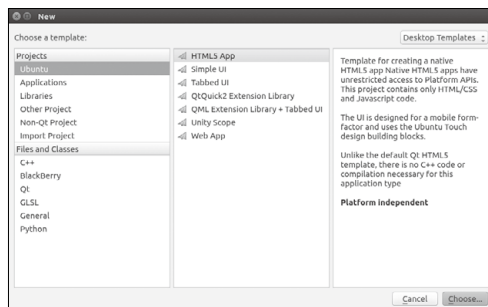 New
Choose a template:
Desktop Templates
Projects
Ubuntu
Applications
Libraries
Other Project
Non-Qt Project
Import Project
Files and Classes
C++
BlackBerry
Qt
GLSL
General
Python
HTML5 App
Simple UI
Tabbed UI
QtQuick2 Extension Library
QML Extension Library + Tabbed UI
Unity Scope
Web App
Template for creating a native
HTML5 app Native HTML5 apps have
unrestricted access to Platform APIs.
This project contains only HTML/CSS
and Javascript code.
The UI is designed for a mobile form-
factor and uses the Ubuntu Touch
design building blocks.
Unlike the default Qt HTML5
template, there is no C++ code or
compilation necessary for this
application type
Platform independent
Cancel
Choose...